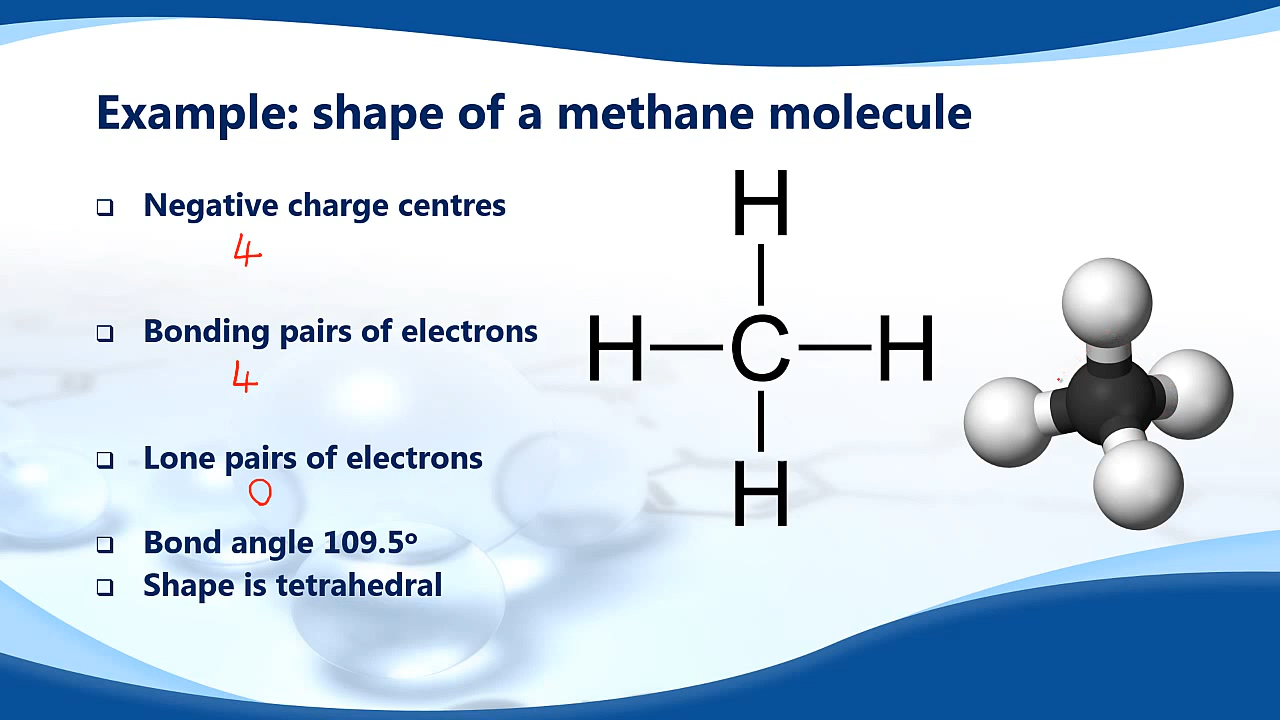 Example: shape of a methane molecule
Negative charge centres
4
Bonding pairs of electrons
4
Lone pairs of electrons
0
Bond angle 109.5º
Shape is tetrahedral
H
H C H
H